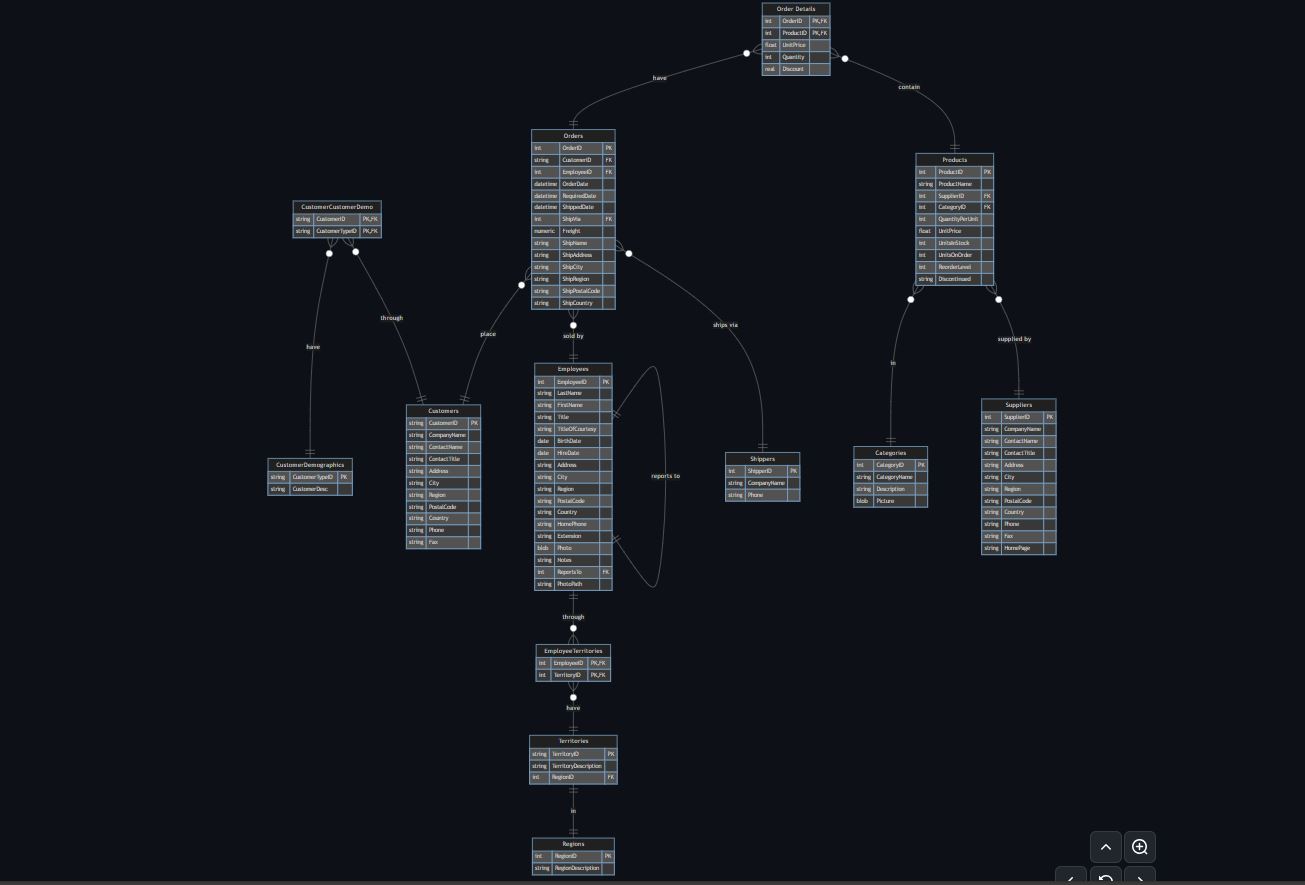 Order Details
int OrderID PK,FK
int ProductID PK,FK
float UnitPrice
int Quantity
real Discount
have
contain
Orders
int OrderID PK
string CustomerID FK
int EmployeeID FK
datetime OrderDate
datetime RequiredDate
datetime ShippedDate
int ShipVia FK
numeric Freight
string ShipName
string ShipAddress
string ShipCity
string ShipRegion
string ShipPostalCode
string ShipCountry
Products
int ProductID PK
string ProductName
int SupplierID FK
int CategoryID FK
int QuantityPerUnit
float UnitPrice
int UnitsInStock
int UnitsOnOrder
int ReorderLevel
string Discontinued
CustomerCustomerDemo
string CustomerID PK,FK
string CustomerTypeID PK,FK
have
through
place
sold by
ships via
in
supplied by
CustomerDemographics
string CustomerTypeID PK
string CustomerDesc
Customers
string CustomerID PK
string CompanyName
string ContactName
string ContactTitle
string Address
string City
string Region
string PostalCode
string Country
string Phone
string Fax
Employees
int EmployeeID PK
string LastName
string FirstName
string Title
string TitleOfCourtesy
date BirthDate
date HireDate
string Address
string City
string Region
string PostalCode
string Country
string HomePhone
string Extension
blob Photo
string Notes
int ReportsTo FK
string PhotoPath
reports to
Shippers
int ShipperID PK
string CompanyName
string Phone
Categories
int CategoryID PK
string CategoryName
string Description
blob Picture
Suppliers
int SupplierID PK
string CompanyName
string ContactName
string ContactTitle
string Address
string City
string Region
string PostalCode
string Country
string Phone
string Fax
string HomePage
through
EmployeeTerritories
int EmployeeID PK,FK
int TerritoryID PK,FK
have
Territories
string TerritoryID PK
string TerritoryDescription
int RegionID FK
in
Regions
int RegionID PK
string RegionDescription